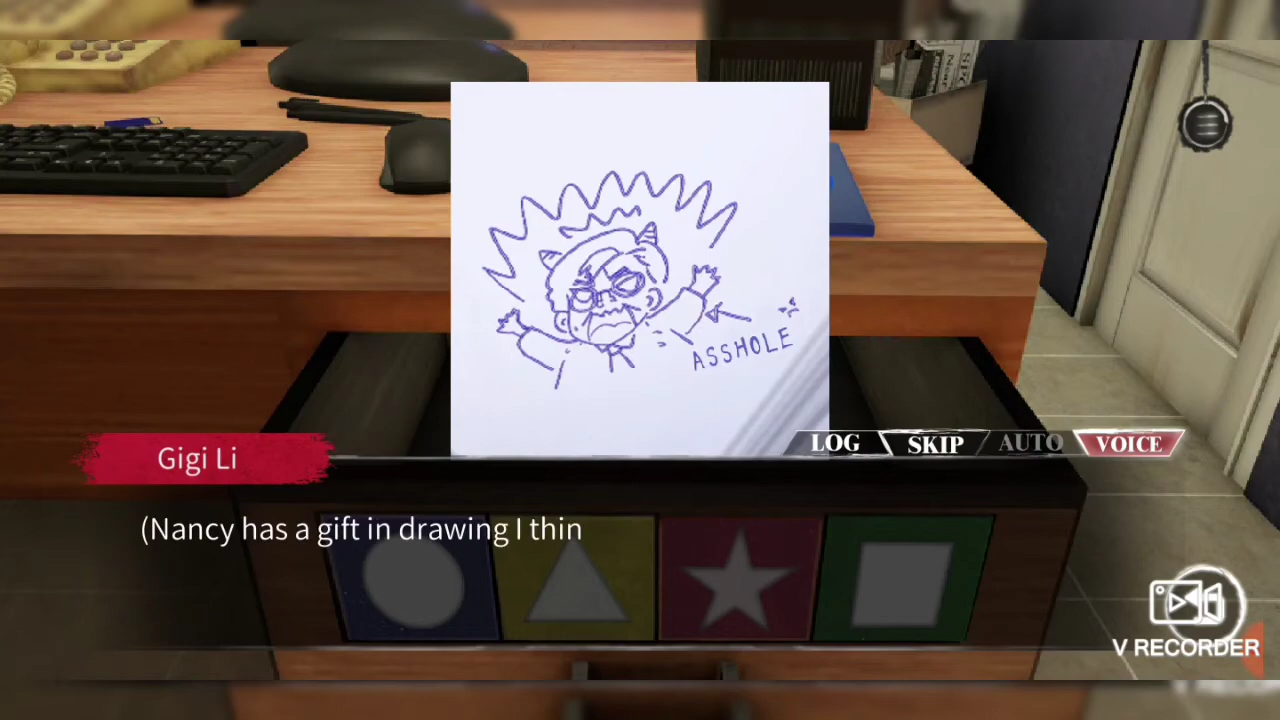 ASSHOLE
LOG
SKIP
AUTO
VOICE
Gigi Li
(Nancy has a gift in drawing I thin
V RECORDER